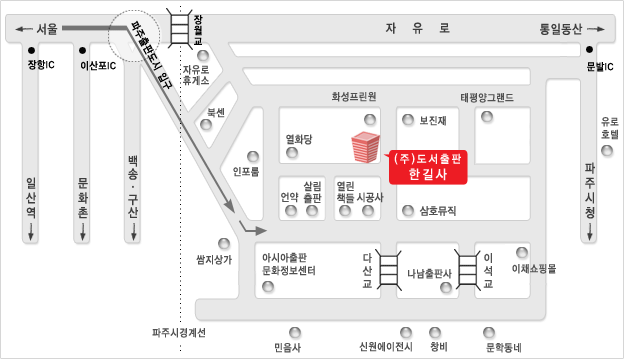 서울
자 유 로
통일동산
장월교
장항IC
이산포IC
파주출판도시 입구
자유로
휴게소
문발IC
북센
화성프린원
태평양그랜드
보진재
유로
호텔
열화당
(주)도서출판
한길사
인포룸
일산역
문화촌
백송·구산
파주시청
언약
살림
출판
열린
책들
시공사
삼호뮤직
쌈지상가
아시아출판
문화정보센터
다산교
나남출판사
이석교
이채쇼핑몰
파주시경계선
민음사
신원에이전시
창비
문학동네